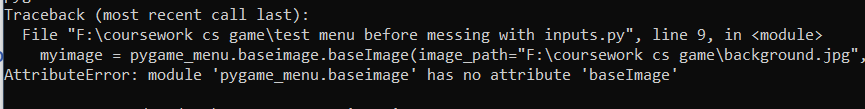 Traceback (most recent call last):
File "F:\coursework cs game\test menu before messing with inputs.py", line 9, in <module>
myimage = pygame_menu.baseimage.baseImage(image_path="F:\coursework cs game\background.jpg",
AttributeError: module 'pygame_menu.baseimage' has no attribute 'baseImage'